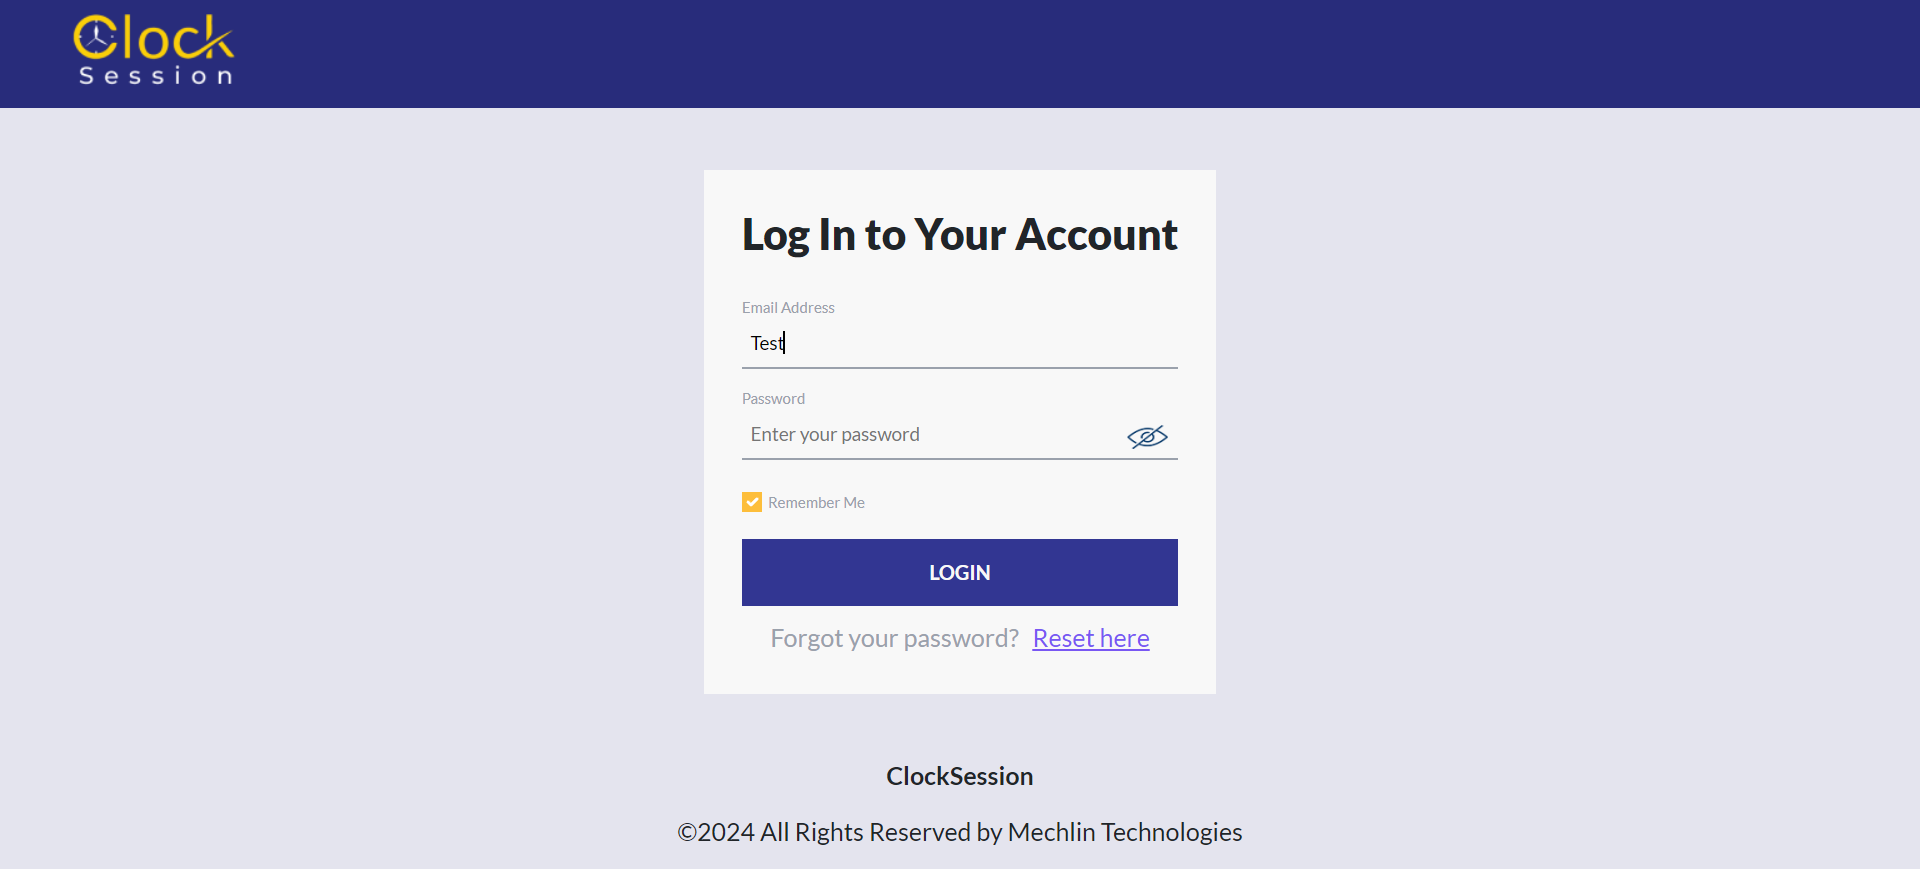 Clock
Session
Log In to Your Account
Email Address
Test
Password
Enter your password
Remember Me
LOGIN
Forgot your password? Reset here
ClockSession
©2024 All Rights Reserved by Mechlin Technologies